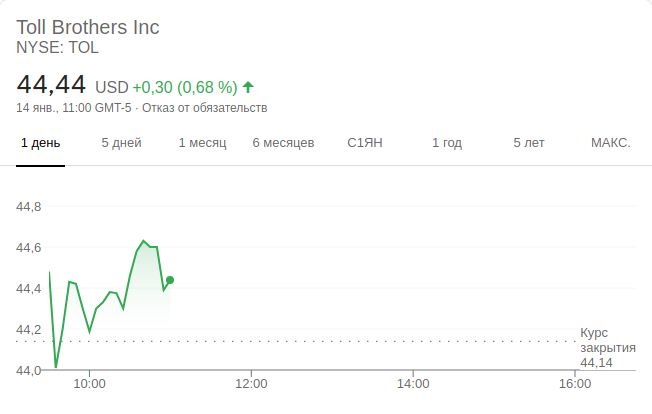 Toll Brothers Inc
NYSE: TOL
44,44 USD +0,30 (0,68 %)
14 янв., 11:00 GMT-5 · Отказ от обязательств
1 день 5 дней 1 месяц 6 месяцев С1ЯН 1 год 5 лет МАКС.
44,8
44,6
44,4
44,2
Курс
закрытия
44,14
44,0
10:00 12:00 14:00 16:00